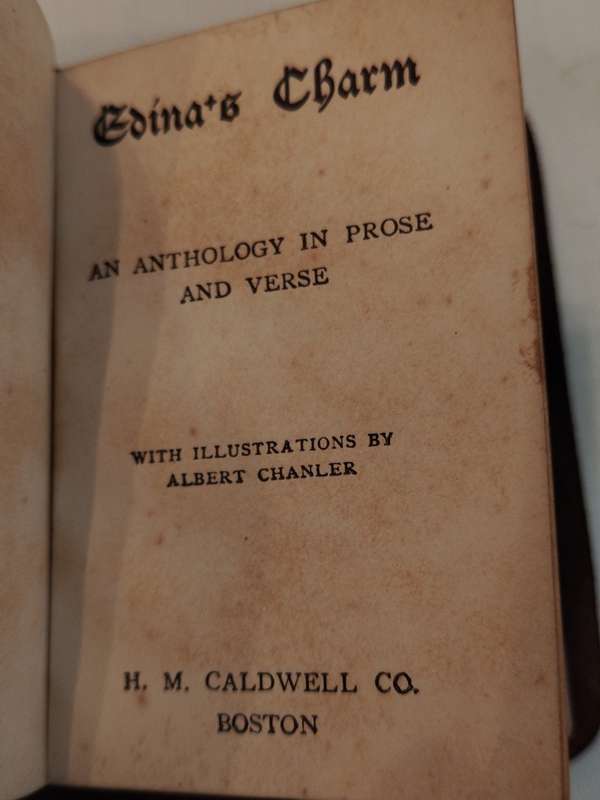 Edina's Charm
AN ANTHOLOGY IN PROSE
AND VERSE
WITH ILLUSTRATIONS BY
ALBERT CHANLER
H. M. CALDWELL CO.
BOSTON